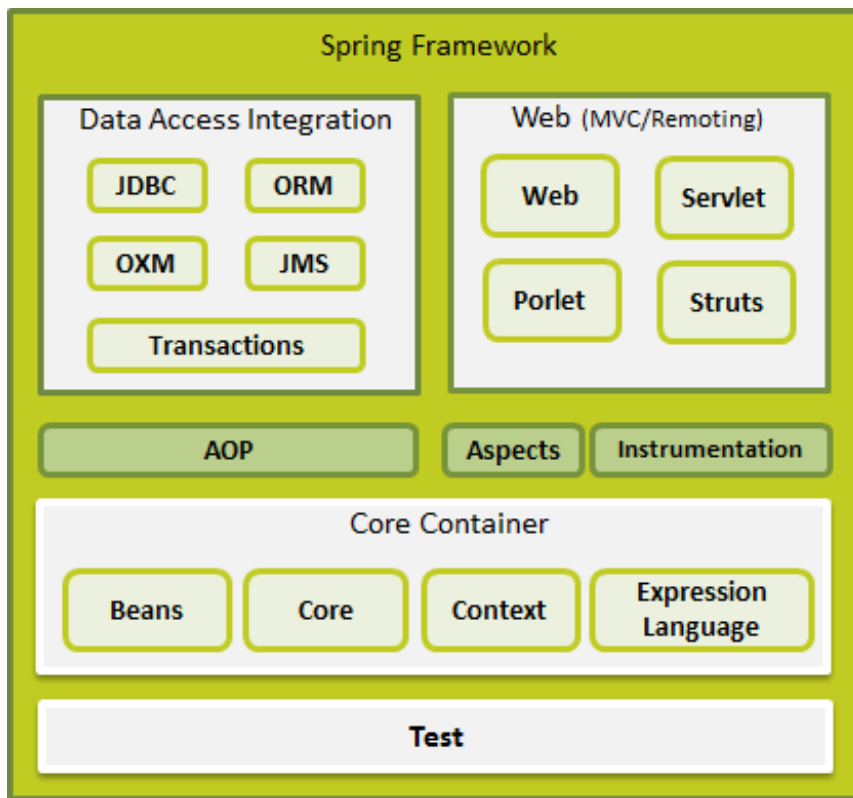 Spring Framework
Data Access Integration
JDBC
ORM
OXM
JMS
Transactions
Web (MVC/Remoting)
Web
Servlet
Porlet
Struts
AOP
Aspects
Instrumentation
Core Container
Beans
Core
Context
Expression
Language
Test